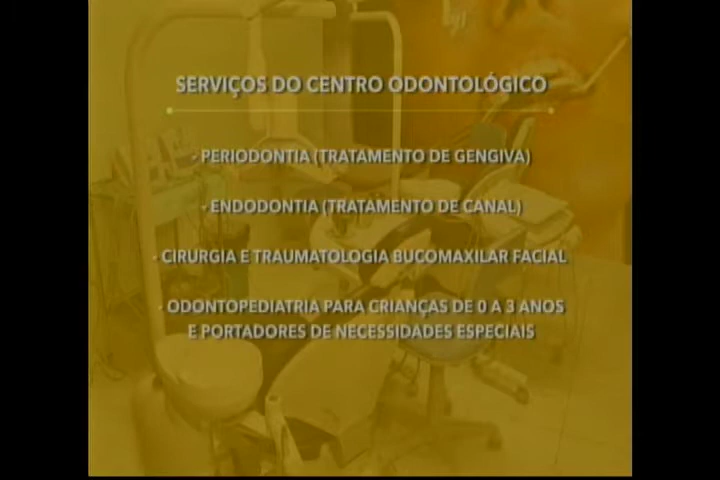 SERVIÇOS DO CENTRO ODONTOLÓGICO
- PERIODONTIA (TRATAMENTO DE GENGIVA)
- ENDODONTIA (TRATAMENTO DE CANAL)
- CIRURGIA E TRAUMATOLOGIA BUCOMAXILAR FACIAL
- ODONTOPEDIATRIA PARA CRIANÇAS DE 0 A 3 ANOS
E PORTADORES DE NECESSIDADES ESPECIAIS